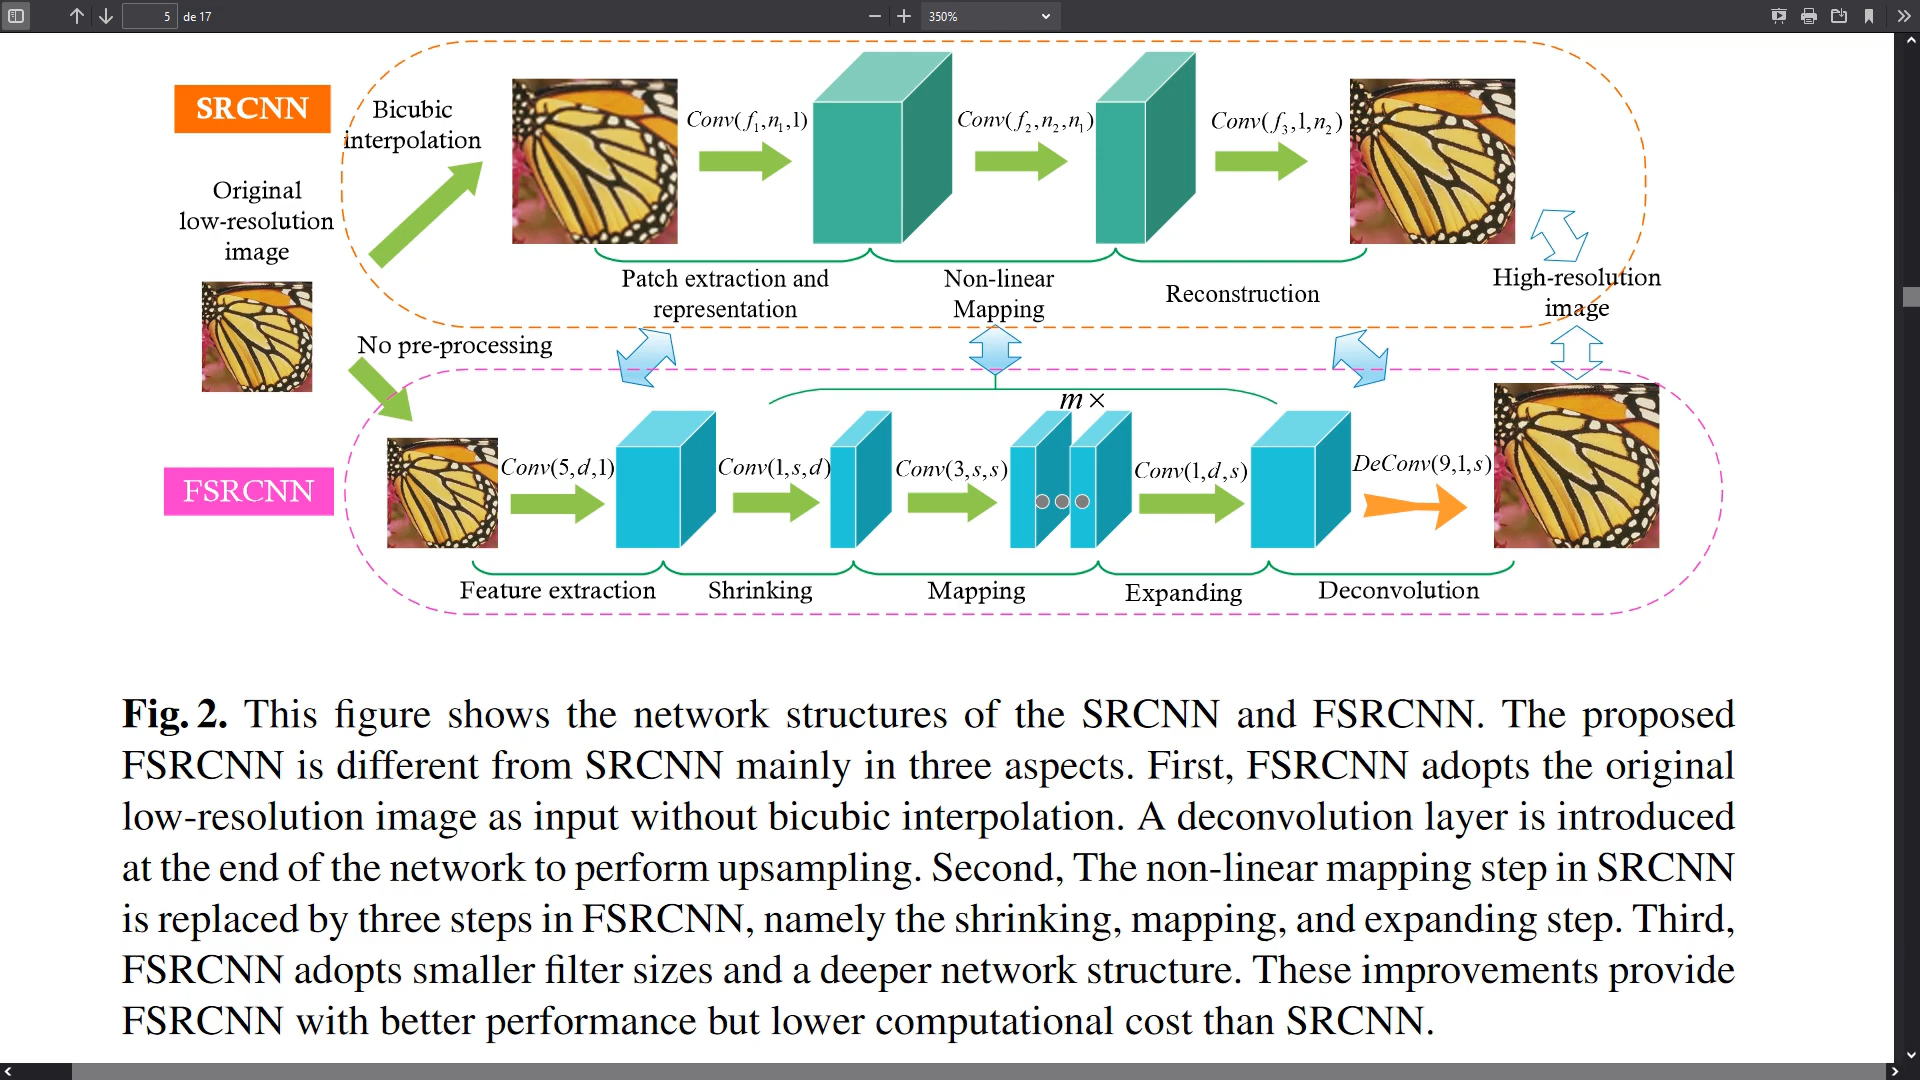 5 de 17
350%
SRCNN
Bicubic
interpolation
Original
low-resolution
image
Conv(f₁,n₁,1)
Conv(f₂,n₂,n₁)
Conv(f₃,1,n₂)
Patch extraction and
representation
Non-linear
Mapping
Reconstruction
High-resolution
image
No pre-processing
m ×
FSRCNN
Conv(5,d,1)
Conv(1,s,d)
Conv(3,s,s)
Conv(1,d,s)
DeConv(9,1,s)
Feature extraction
Shrinking
Mapping
Expanding
Deconvolution
Fig. 2. This figure shows the network structures of the SRCNN and FSRCNN. The proposed
FSRCNN is different from SRCNN mainly in three aspects. First, FSRCNN adopts the original
low-resolution image as input without bicubic interpolation. A deconvolution layer is introduced
at the end of the network to perform upsampling. Second, The non-linear mapping step in SRCNN
is replaced by three steps in FSRCNN, namely the shrinking, mapping, and expanding step. Third,
FSRCNN adopts smaller filter sizes and a deeper network structure. These improvements provide
FSRCNN with better performance but lower computational cost than SRCNN.